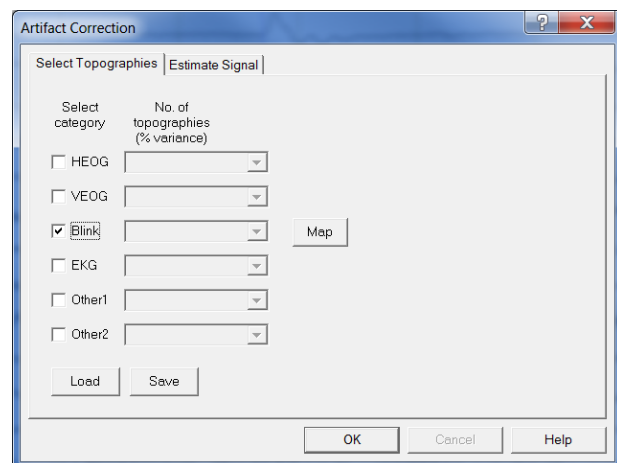 Artifact Correction
?
X
Select Topographies Estimate Signal
Select No. of
category topographies
(% variance)
HEOG
VEOG
Blink Map
EKG
Other1
Other2
Load Save
OK Cancel Help